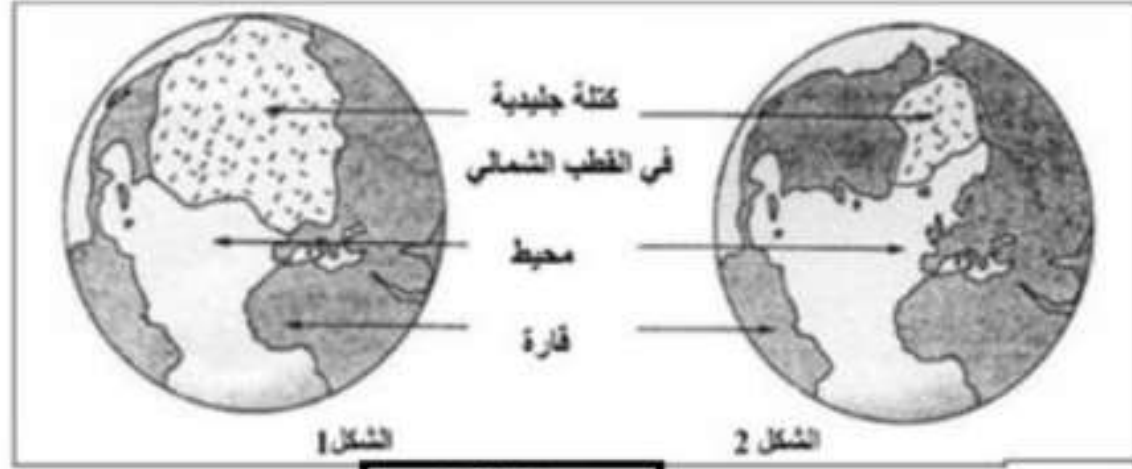 كتلة جليدية
في القطب الشمالي
محيط
قارة
الشكل 2
الشكل1